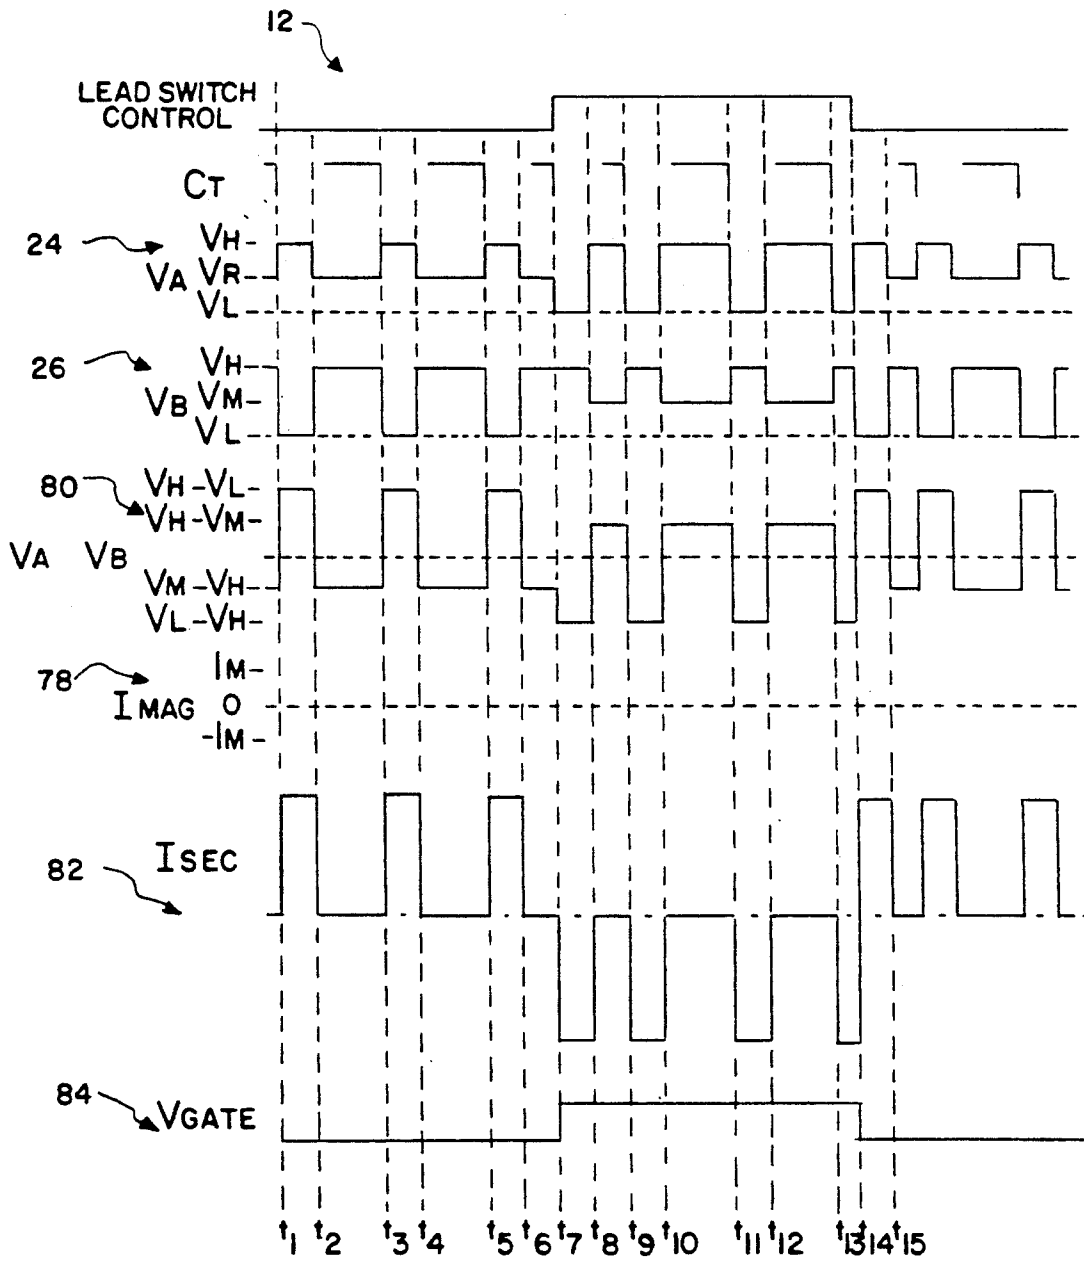 12
LEAD SWITCH
CONTROL
CT
24
VH
VA VR
VL
26
VH
VB VM
VL
80
VH-VL
VH-VM
VA VB
VM-VH
VL-VH
78
IM
IMAG 0
-IM
ISEC
82
84
VGATE
t1 t2 t3 t4 t5 t6 t7 t8 t9 t10 t11 t12 t13 t14 t15